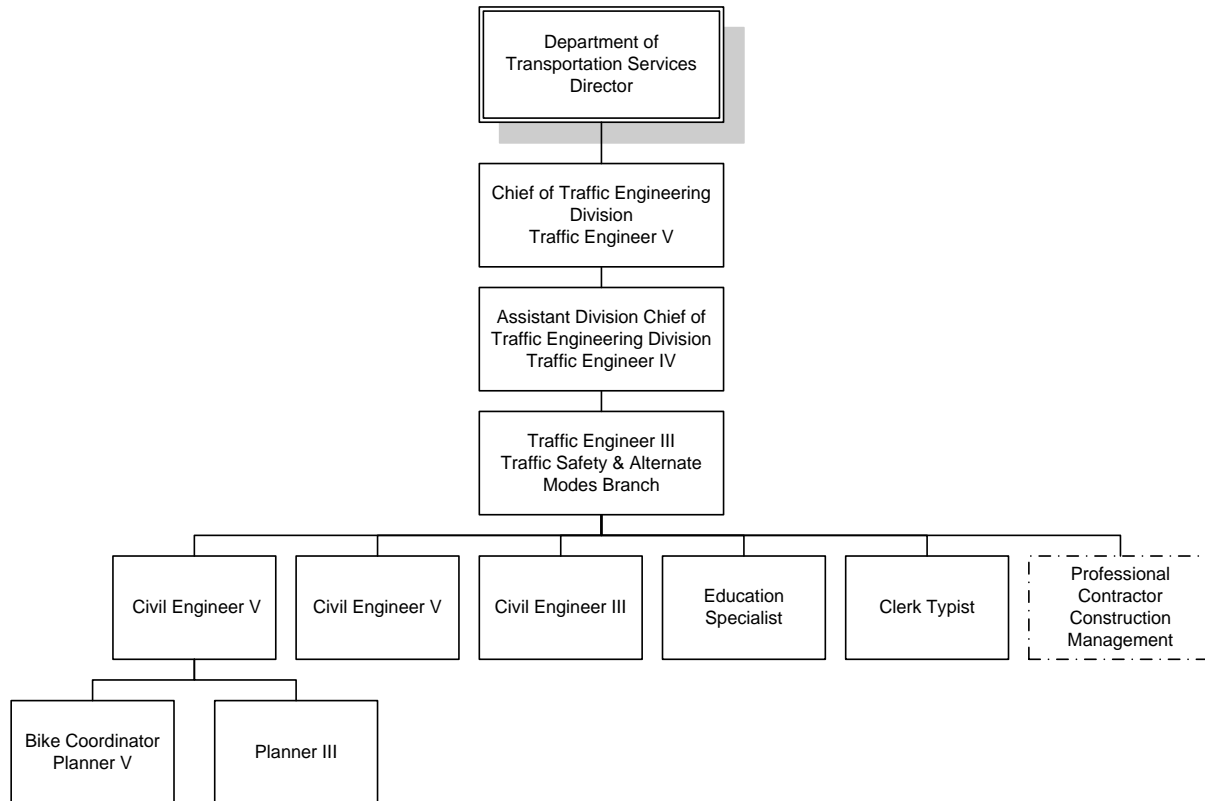 Department of
Transportation Services
Director
Chief of Traffic Engineering
Division
Traffic Engineer V
Assistant Division Chief of
Traffic Engineering Division
Traffic Engineer IV
Traffic Engineer III
Traffic Safety & Alternate
Modes Branch
Civil Engineer V
Civil Engineer V
Civil Engineer III
Education
Specialist
Clerk Typist
Professional
Contractor
Construction
Management
Bike Coordinator
Planner V
Planner III